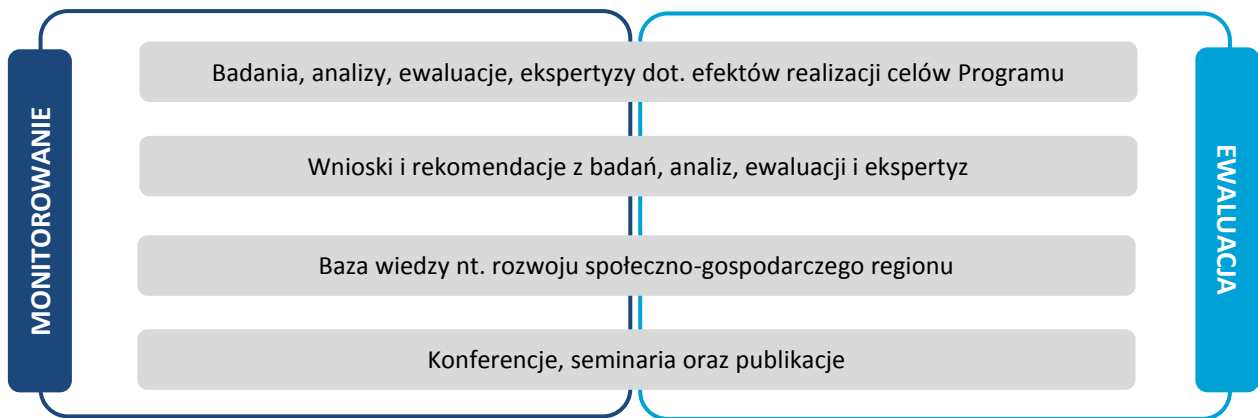 MONITOROWANIE
Badania, analizy, ewaluacje, ekspertyzy dot. efektów realizacji celów Programu
Wnioski i rekomendacje z badań, analiz, ewaluacji i ekspertyz
Baza wiedzy nt. rozwoju społeczno-gospodarczego regionu
Konferencje, seminaria oraz publikacje
EWALUACJA